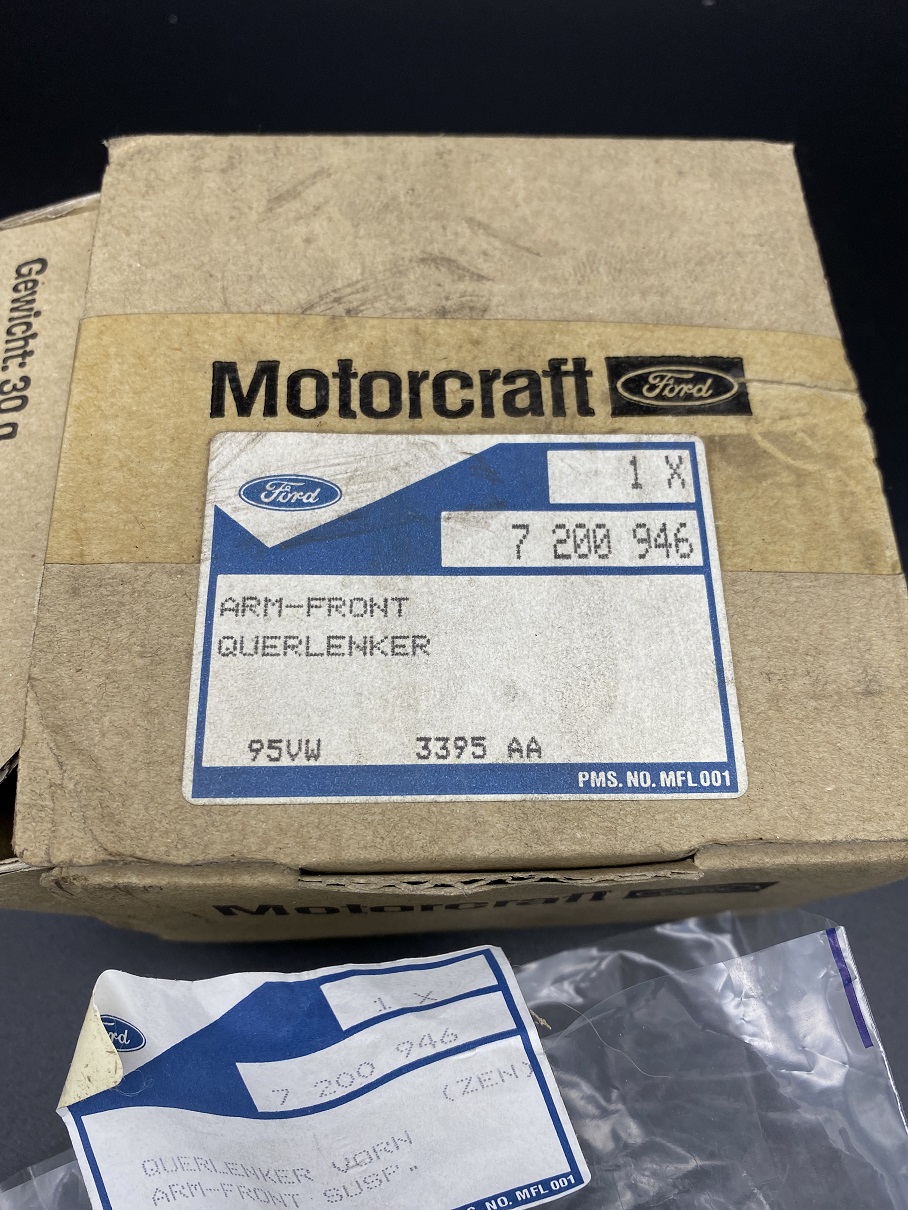 Gewicht: 30 g
Motorcraft Ford
Ford
1 X
7 200 946
ARM-FRONT
QUERLENKER
95VW 3395 AA
PMS. NO. MFL 001
Motorcraft
1 X
rd
7 200 946 (ZEN)
QUERLENKER VORN
ARM-FRONT SUSP."
S. NO. MFL 001